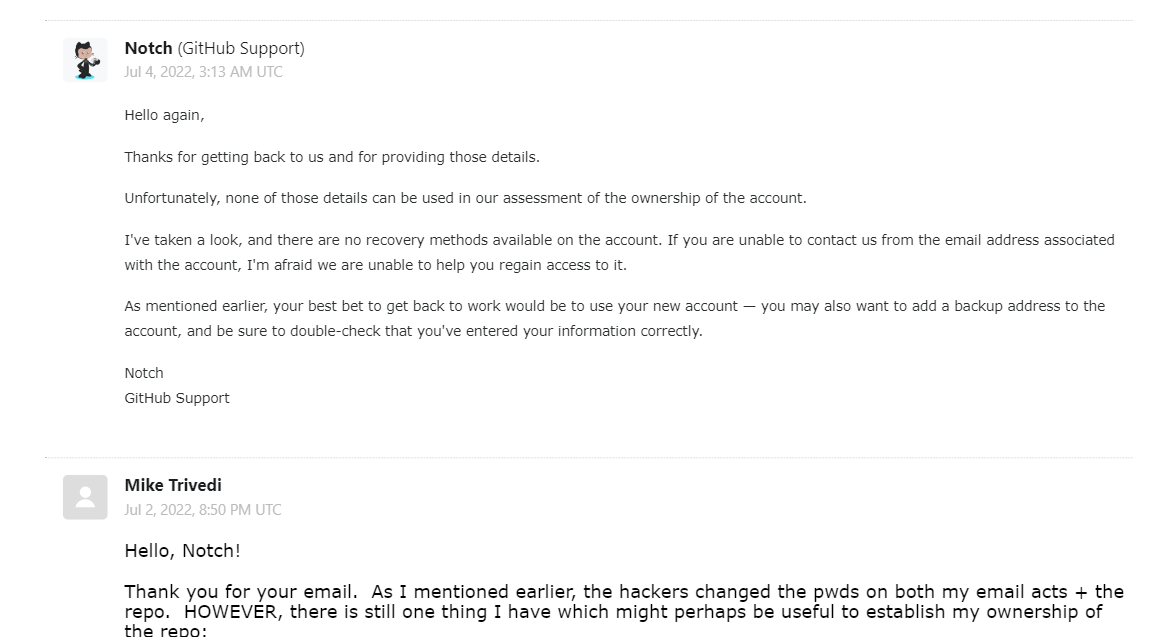 Notch (GitHub Support)
Jul 4, 2022, 3:13 AM UTC
Hello again,
Thanks for getting back to us and for providing those details.
Unfortunately, none of those details can be used in our assessment of the ownership of the account.
I've taken a look, and there are no recovery methods available on the account. If you are unable to contact us from the email address associated
with the account, I'm afraid we are unable to help you regain access to it.
As mentioned earlier, your best bet to get back to work would be to use your new account — you may also want to add a backup address to the
account, and be sure to double-check that you've entered your information correctly.
Notch
GitHub Support
Mike Trivedi
Jul 2, 2022, 8:50 PM UTC
Hello, Notch!
Thank you for your email.  As I mentioned earlier, the hackers changed the pwds on both my email acts + the
repo.  HOWEVER, there is still one thing I have which might perhaps be useful to establish my ownership of
the repo: